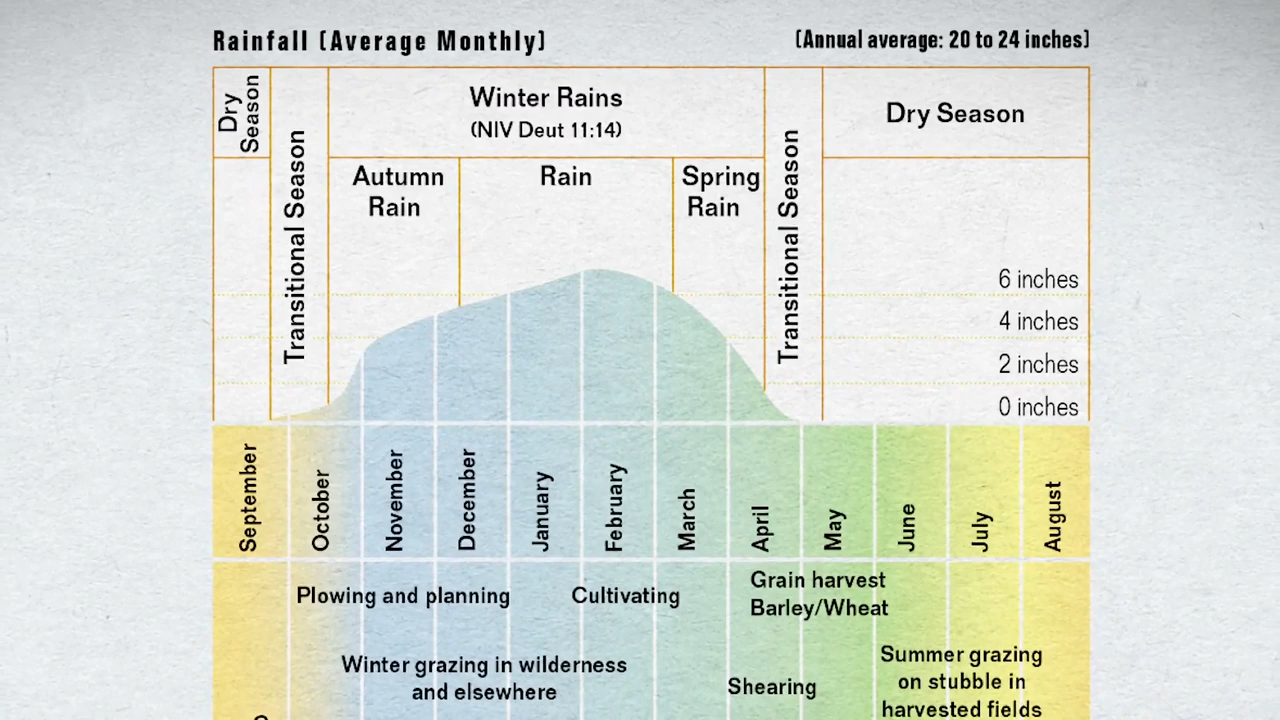 Rainfall (Average Monthly)
(Annual average: 20 to 24 inches)
Dry
Season
Transitional Season
Winter Rains
(NIV Deut 11:14)
Transitional Season
Dry Season
Autumn
Rain
Rain
Spring
Rain
6 inches
4 inches
2 inches
0 inches
September
October
November
December
January
February
March
April
May
June
July
August
Plowing and planning
Cultivating
Grain harvest
Barley/Wheat
Winter grazing in wilderness
and elsewhere
Shearing
Summer grazing
on stubble in
harvested fields